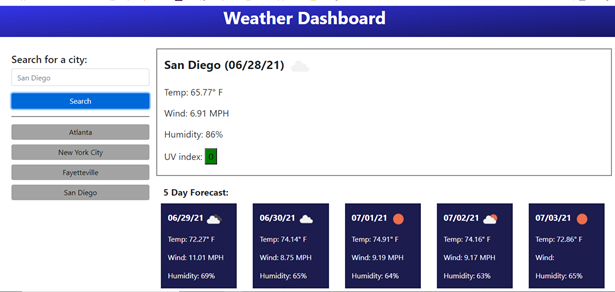 Weather Dashboard
Search for a city:
San Diego
Search
Atlanta
New York City
Fayetteville
San Diego
San Diego (06/28/21)
Temp: 65.77° F
Wind: 6.91 MPH
Humidity: 86%
UV index: 0
5 Day Forecast:
06/29/21
Temp: 72.27° F
Wind: 11.01 MPH
Humidity: 69%
06/30/21
Temp: 74.14° F
Wind: 8.75 MPH
Humidity: 65%
07/01/21
Temp: 74.91° F
Wind: 9.19 MPH
Humidity: 64%
07/02/21
Temp: 74.16° F
Wind: 9.17 MPH
Humidity: 63%
07/03/21
Temp: 72.86° F
Wind:
Humidity: 65%